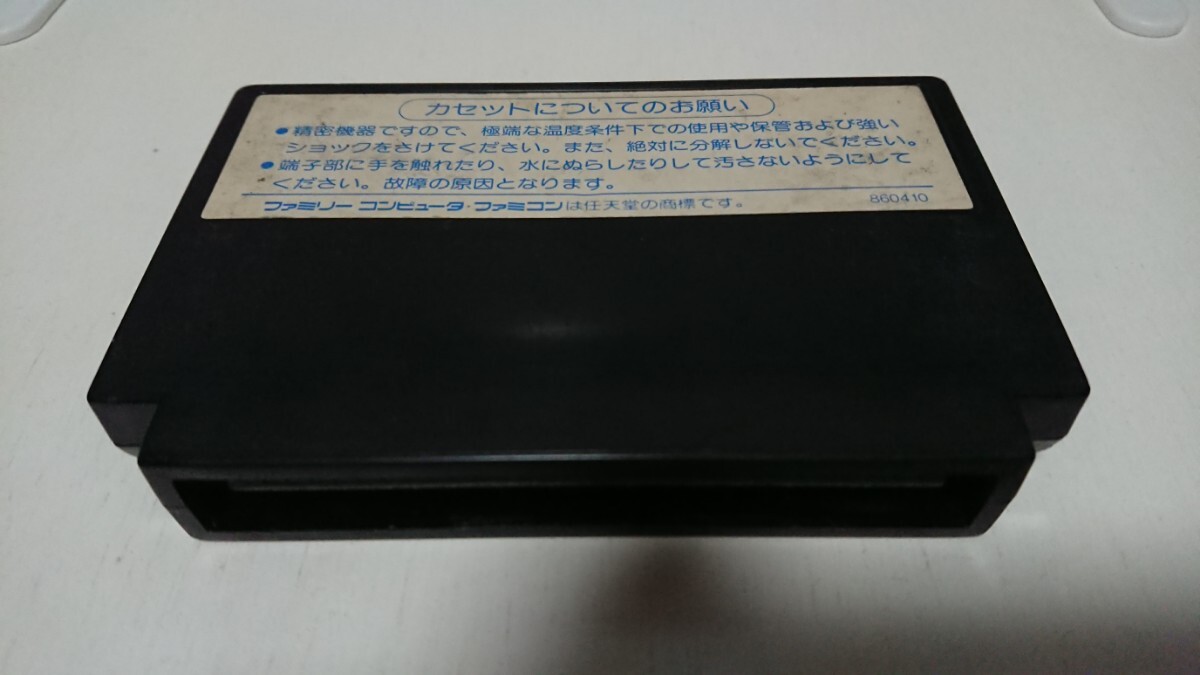 カセットについてのお願い
●精密機器ですので、極端な温度条件下での使用や保管および強い
ショックをさけてください。また、絶対に分解しないでください。
●端子部に手を触れたり、水にぬらしたりして汚さないようにして
ください。故障の原因となります。
ファミリーコンピュータ・ファミコンは任天堂の商標です。 860410